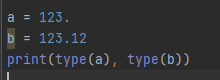 a = 123.
b = 123.12
print(type(a), type(b))